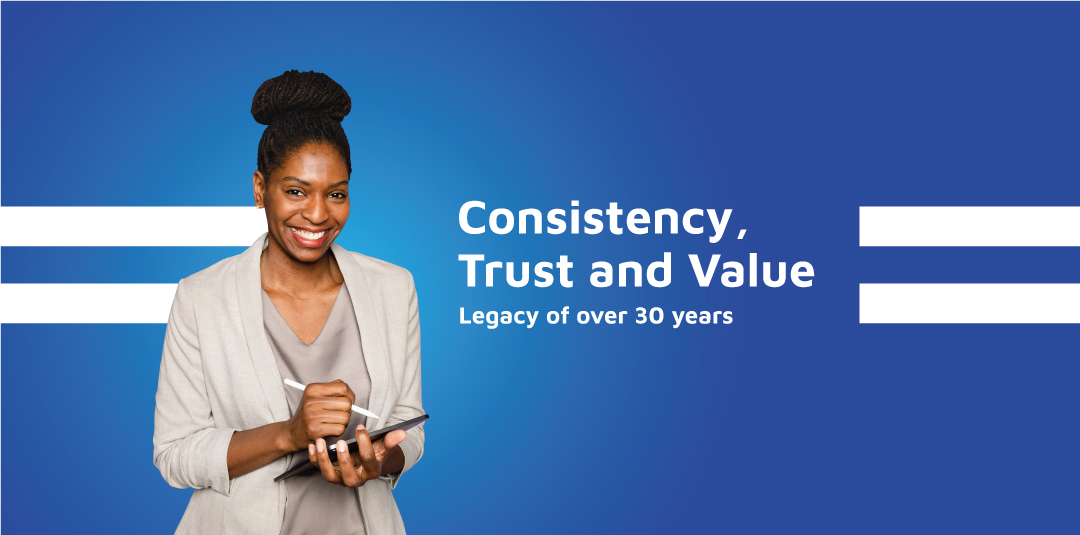 Consistency,
Trust and Value
Legacy of over 30 years